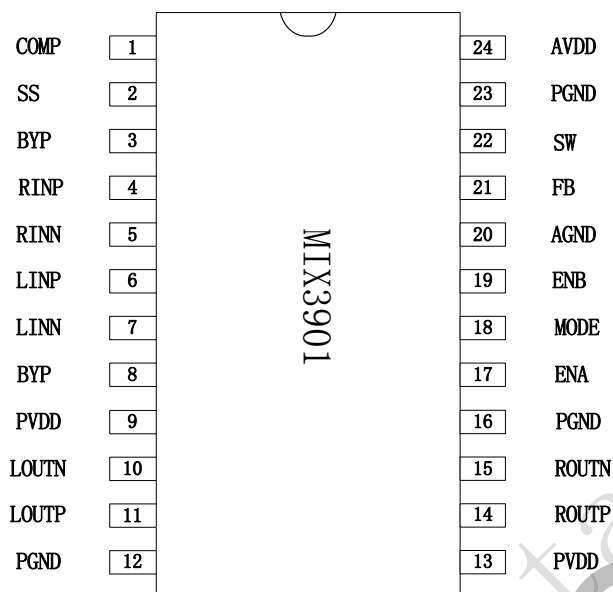 COMP 1 24 AVDD
SS 2 23 PGND
BYP 3 22 SW
RINP 4 21 FB
RINN 5 20 AGND
LINP 6 19 ENB
LINN 7 18 MODE
BYP 8 17 ENA
PVDD 9 16 PGND
LOUTN 10 15 ROUTN
LOUTP 11 14 ROUTP
PGND 12 13 PVDD
MIX3901